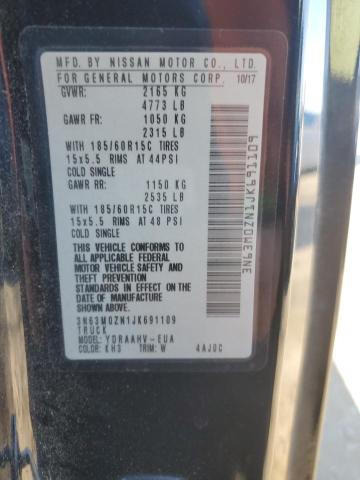 MFD. BY NISSAN MOTOR CO., LTD.
FOR GENERAL MOTORS CORP. 10/17
GVWR: 2165 KG
4773 LB
GAWR FR: 1050 KG
2315 LB
WITH 185/60R15C TIRES
15x5.5 RIMS AT 44PSI
COLD SINGLE
GAWR RR: 1150 KG
2535 LB
WITH 185/60R15C TIRES
15x5.5 RIMS AT 48 PSI
COLD SINGLE
THIS VEHICLE CONFORMS TO
ALL APPLICABLE FEDERAL
MOTOR VEHICLE SAFETY
AND THEFT PREVENTION
STANDARDS IN EFFECT ON
THE DATE OF MANUFACTURE
SHOWN ABOVE
3N63M0ZN1JK691109
TRUCK
MODEL: YDRAAHV-EUA
COLOR: KH3 TRIM: W 4AJ0C
3N63M0ZN1JK691109